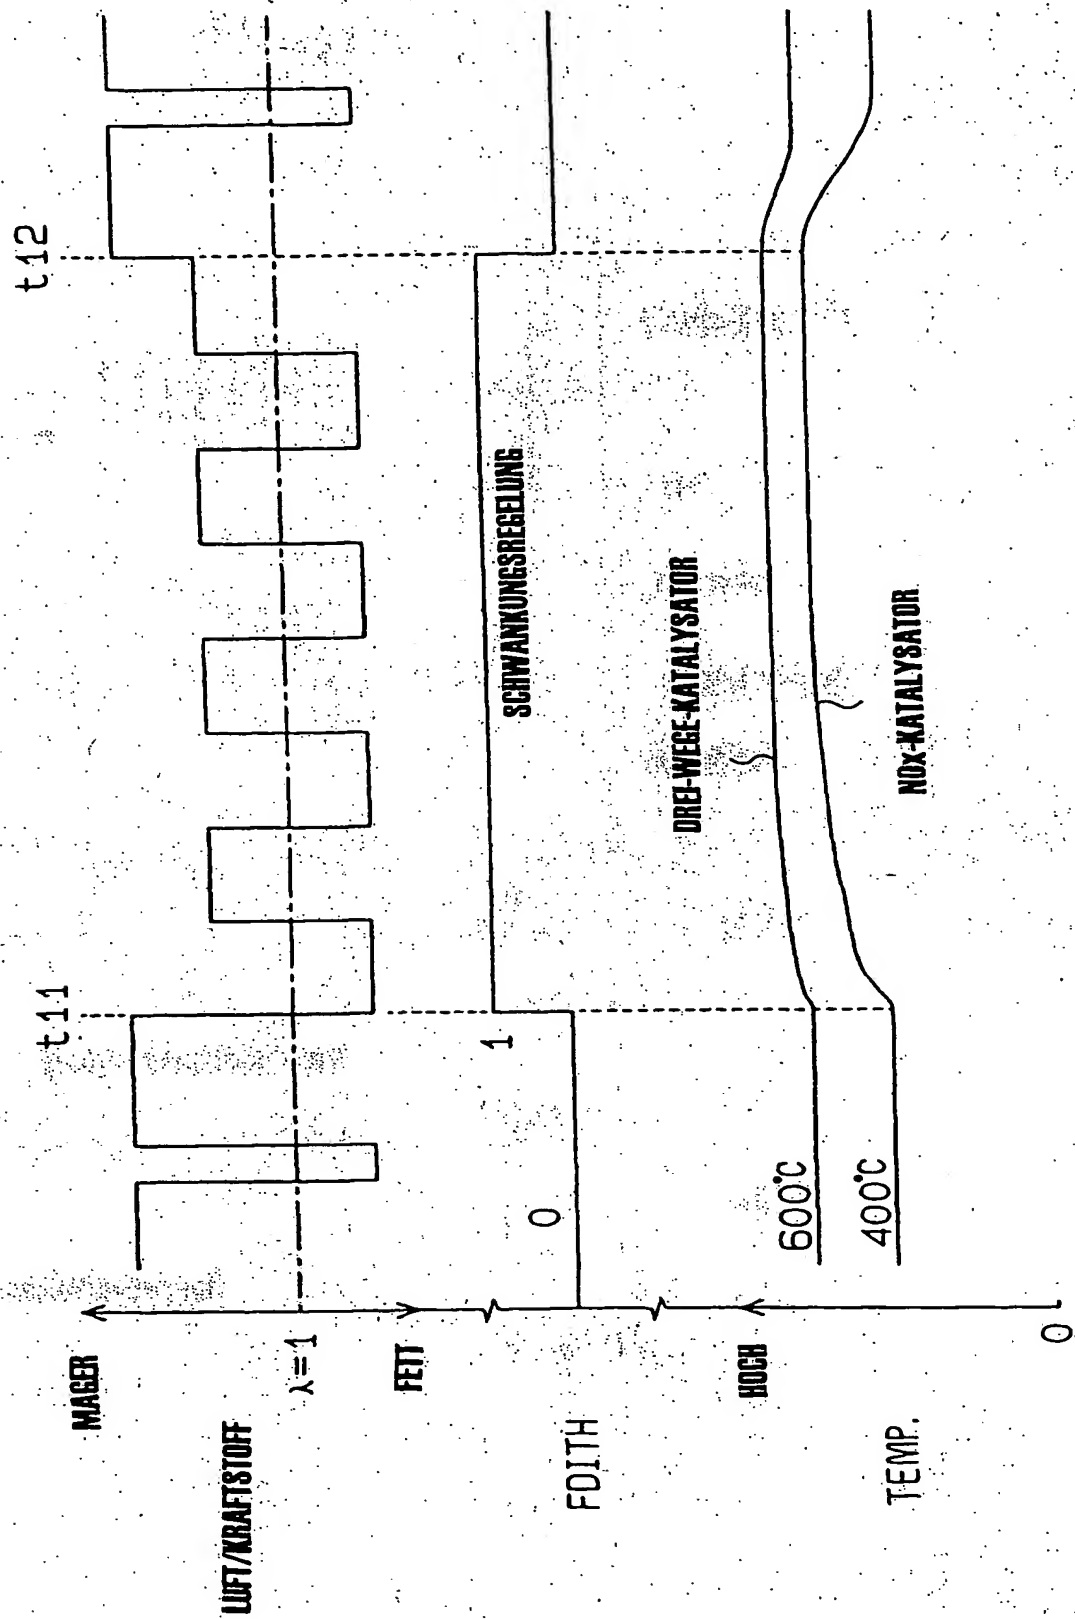 t11
t12
MAGER
LUFT/KRAFTSTOFF
λ=1
FETT
FDITH
0
1
SCHWANKUNGSREGELUNG
HOCH
TEMP.
0
600°C
400°C
DREI-WEGE-KATALYSATOR
NOx-KATALYSATOR